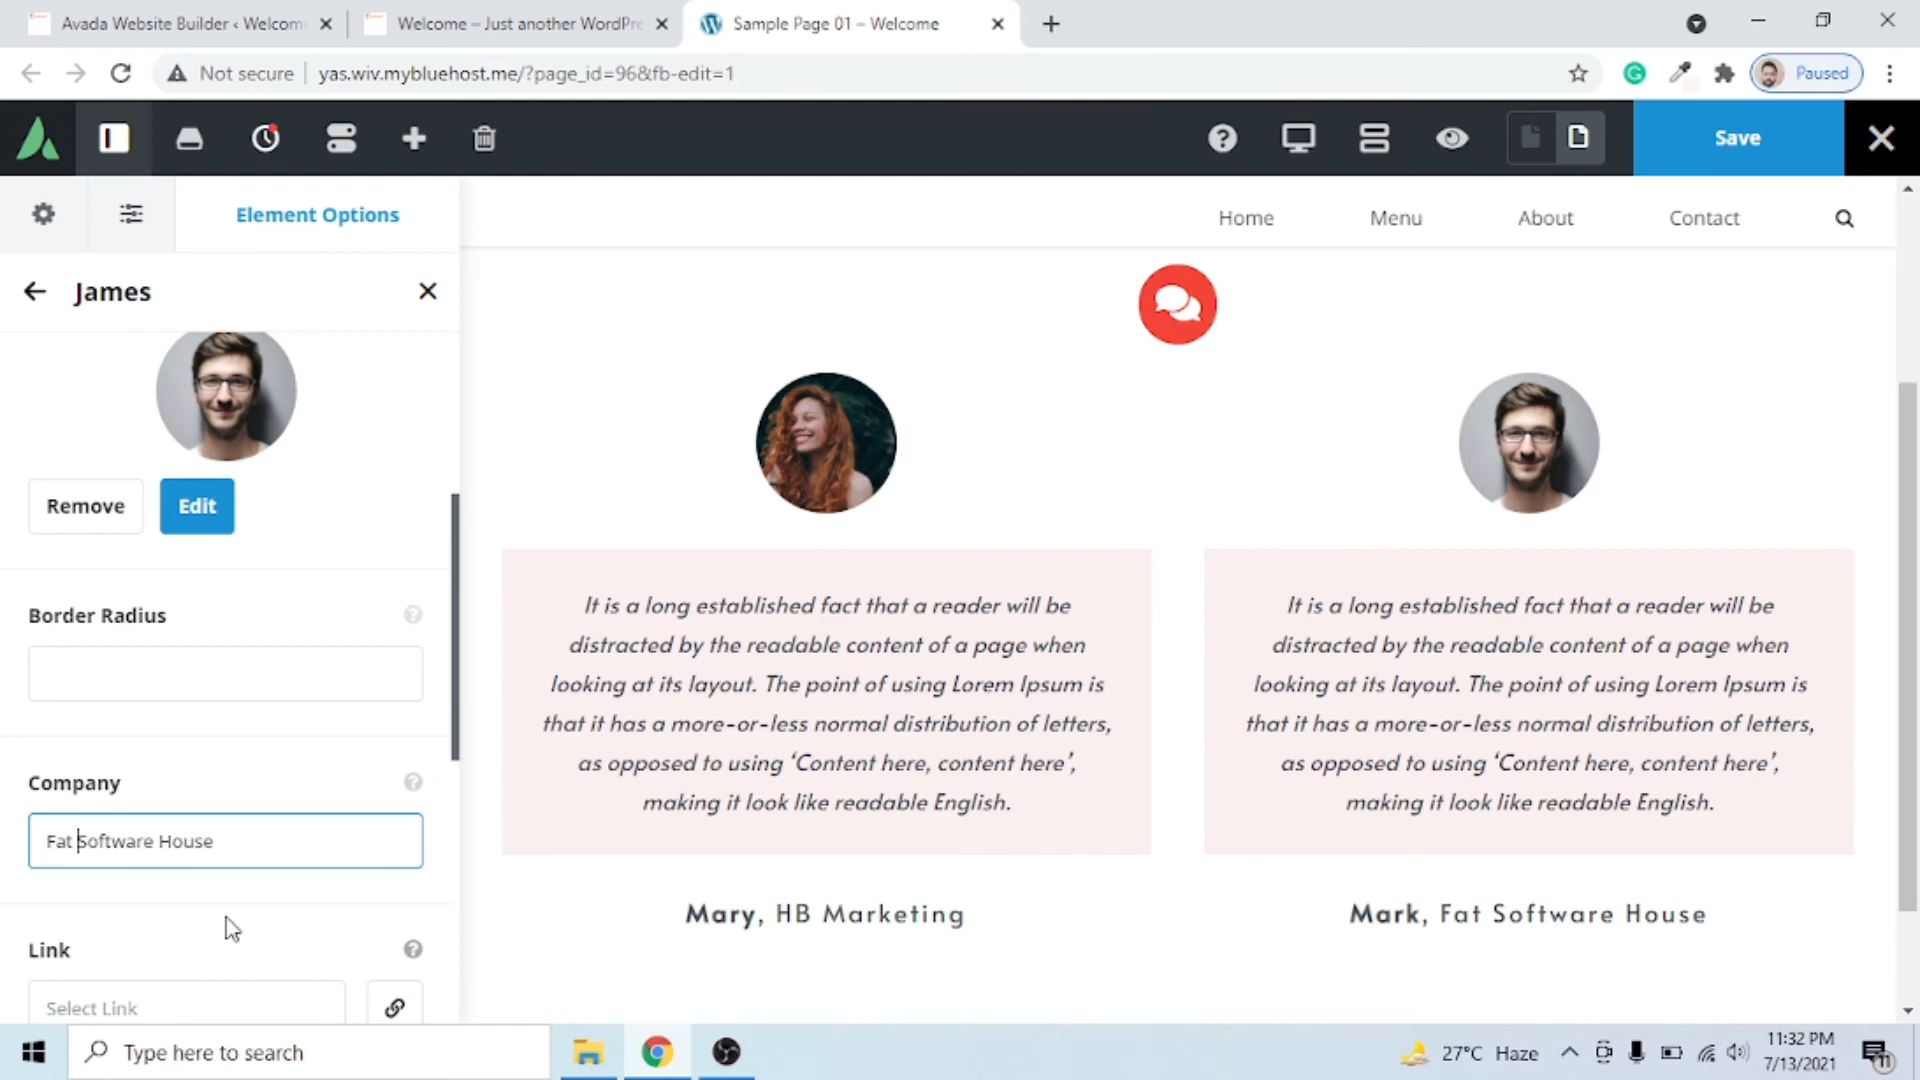 Avada Website Builder ‹ Welcom
Welcome – Just another WordPre
Sample Page 01 – Welcome
Not secure
yas.wiv.mybluehost.me/?page_id=96&fb-edit=1
Paused
Save
Element Options
Home
Menu
About
Contact
James
Remove
Edit
Border Radius
Company
Fat Software House
Link
Select Link
It is a long established fact that a reader will be
distracted by the readable content of a page when
looking at its layout. The point of using Lorem Ipsum is
that it has a more-or-less normal distribution of letters,
as opposed to using ‘Content here, content here’,
making it look like readable English.
Mary, HB Marketing
It is a long established fact that a reader will be
distracted by the readable content of a page when
looking at its layout. The point of using Lorem Ipsum is
that it has a more-or-less normal distribution of letters,
as opposed to using ‘Content here, content here’,
making it look like readable English.
Mark, Fat Software House
Type here to search
27°C Haze
11:32 PM
7/13/2021
11